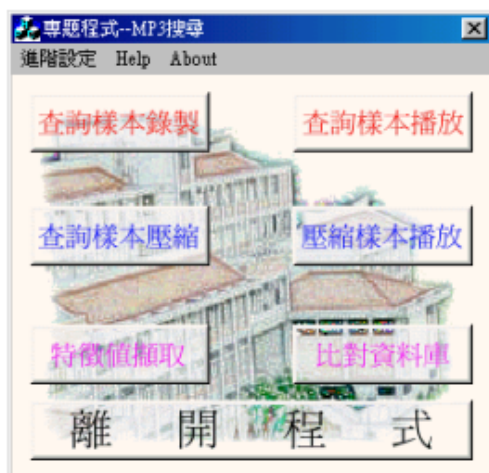 專題程式--MP3搜尋
進階設定 Help About
查詢樣本錄製 查詢樣本播放
查詢樣本壓縮 壓縮樣本播放
特徵值擷取 比對資料庫
離開程式